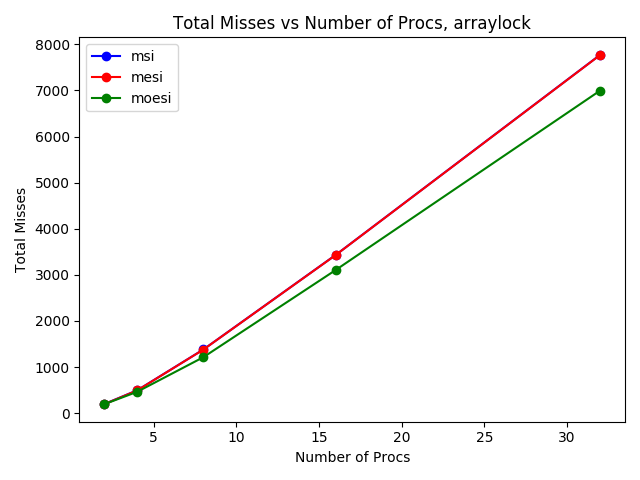 Total Misses vs Number of Procs, arraylock
msi
mesi
moesi
8000
7000
6000
5000
4000
3000
2000
1000
0
Total Misses
5 10 15 20 25 30
Number of Procs